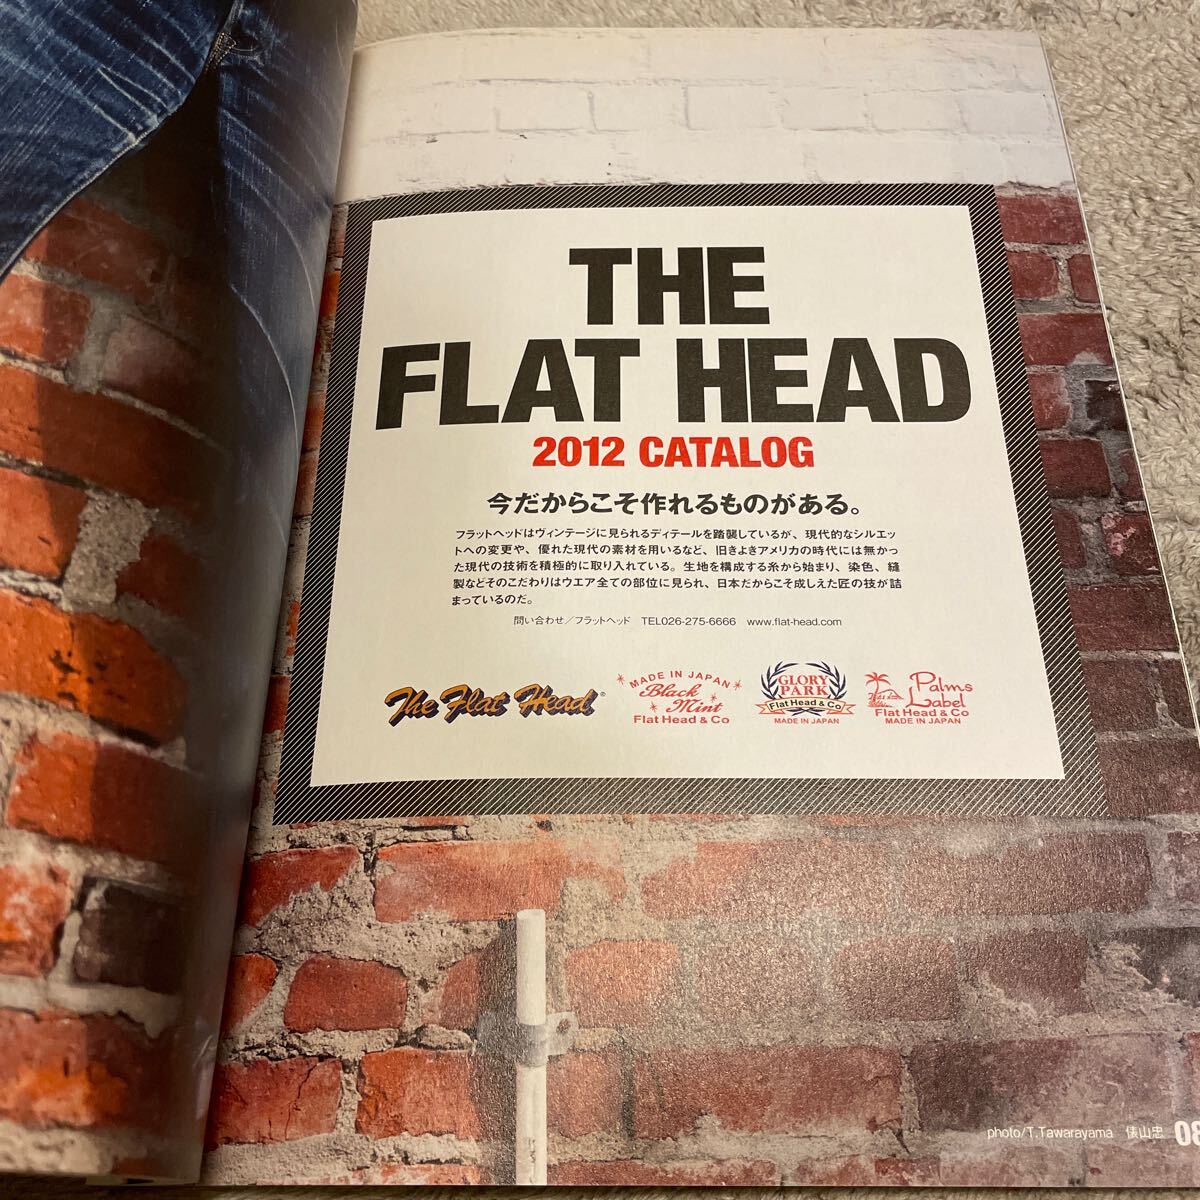 THE
FLAT HEAD
2012 CATALOG
今だからこそ作れるものがある。
フラットヘッドはヴィンテージに見られるディテールを踏襲しているが、現代的なシルエッ
トへの変更や、優れた現代の素材を用いるなど、旧きよきアメリカの時代には無かっ
た現代の技術を積極的に取り入れている。生地を構成する糸から始まり、染色、縫
製などそのこだわりはウエア全ての部位に見られ、日本だからこそ成しえた匠の技が詰
まっているのだ。
問い合わせ／フラットヘッド　TEL026-275-6666　www.flat-head.com
The Flat Head®
MADE IN JAPAN
Black
Mint
Flat Head & Co
GLORY
PARK
Flat Head & Co
MADE IN JAPAN
Palms
Label
Flat Head & Co
MADE IN JAPAN
photo/T.Tawarayama　俵山忠